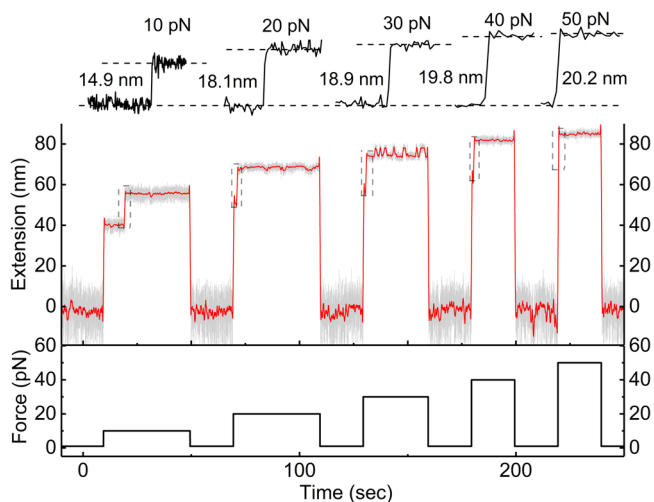 10 pN
20 pN
30 pN
40 pN
50 pN
14.9 nm
18.1nm
18.9 nm
19.8 nm
20.2 nm
Extension (nm)
80
60
40
20
0
80
60
40
20
0
Force (pN)
60
40
20
0
60
40
20
0
0
100
200
Time (sec)